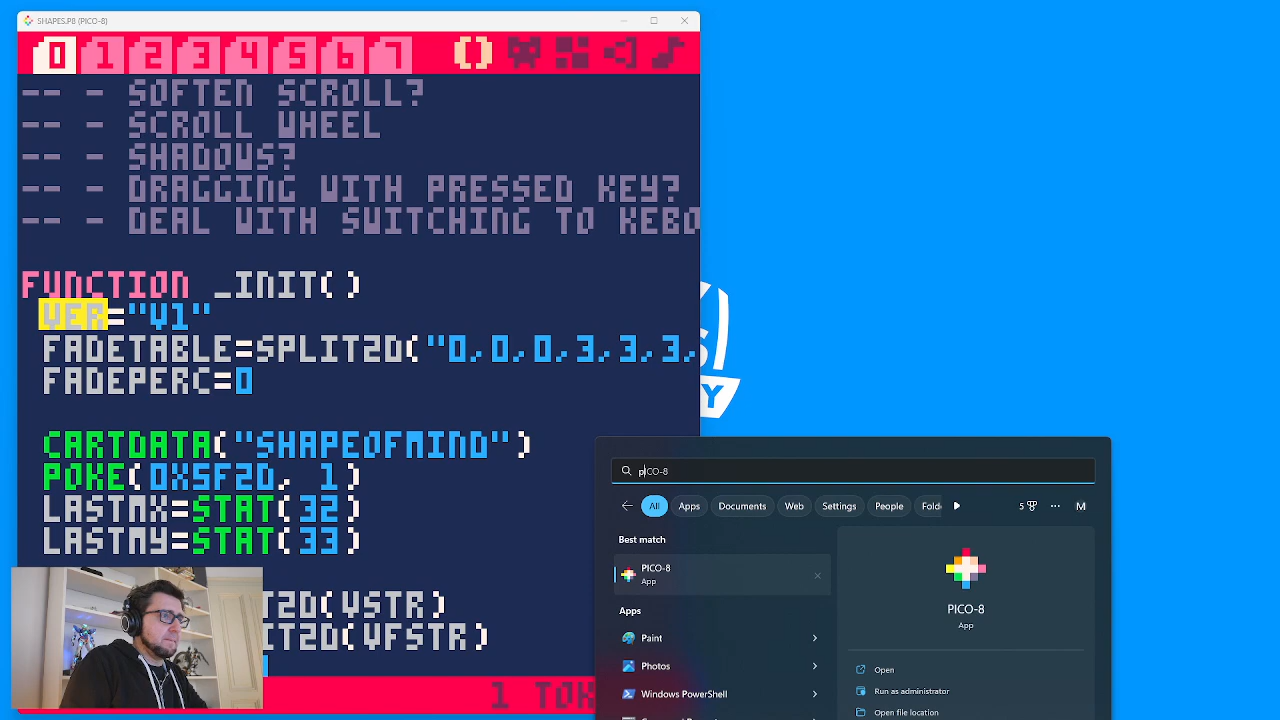 SHAPES.P8 (PICO-8)
0 1 2 3 4 5 6 7 ()
-- - SOFTEN SCROLL?
-- - SCROLL WHEEL
-- - SHADOWS?
-- - DRAGGING WITH PRESSED KEY?
-- - DEAL WITH SWITCHING TO KEBO
FUNCTION _INIT()
VER="V1"
FADETABLE=SPLIT2D("0,0,0,3,3,3,
FADEPERC=0
CARTDATA("SHAPEOFMIND")
POKE(0X5F2D, 1)
LASTMX=STAT(32)
LASTMY=STAT(33)
T2D(VSTR)
IT2D(VFSTR)
1 TOK
S
Y
pICO-8
All Apps Documents Web Settings People Fold 5 M
Best match
PICO-8
App
Apps
Paint
Photos
Windows PowerShell
PICO-8
App
Open
Run as administrator
Open file location